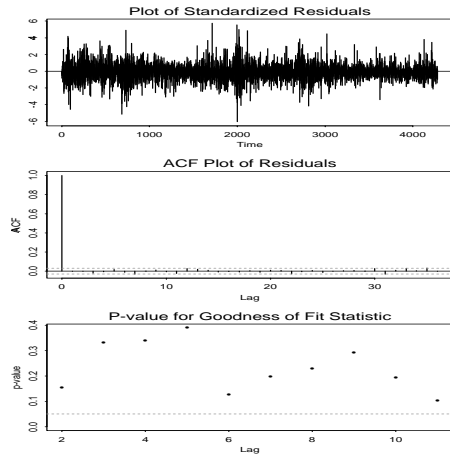 Plot of Standardized Residuals
6
4
2
0
-2
-4
-6
0 1000 2000 3000 4000
Time
ACF Plot of Residuals
ACF
1.0
0.8
0.6
0.4
0.2
0.0
0 10 20 30
Lag
P-value for Goodness of Fit Statistic
p-value
0.4
0.3
0.2
0.1
0.0
2 4 6 8 10
Lag